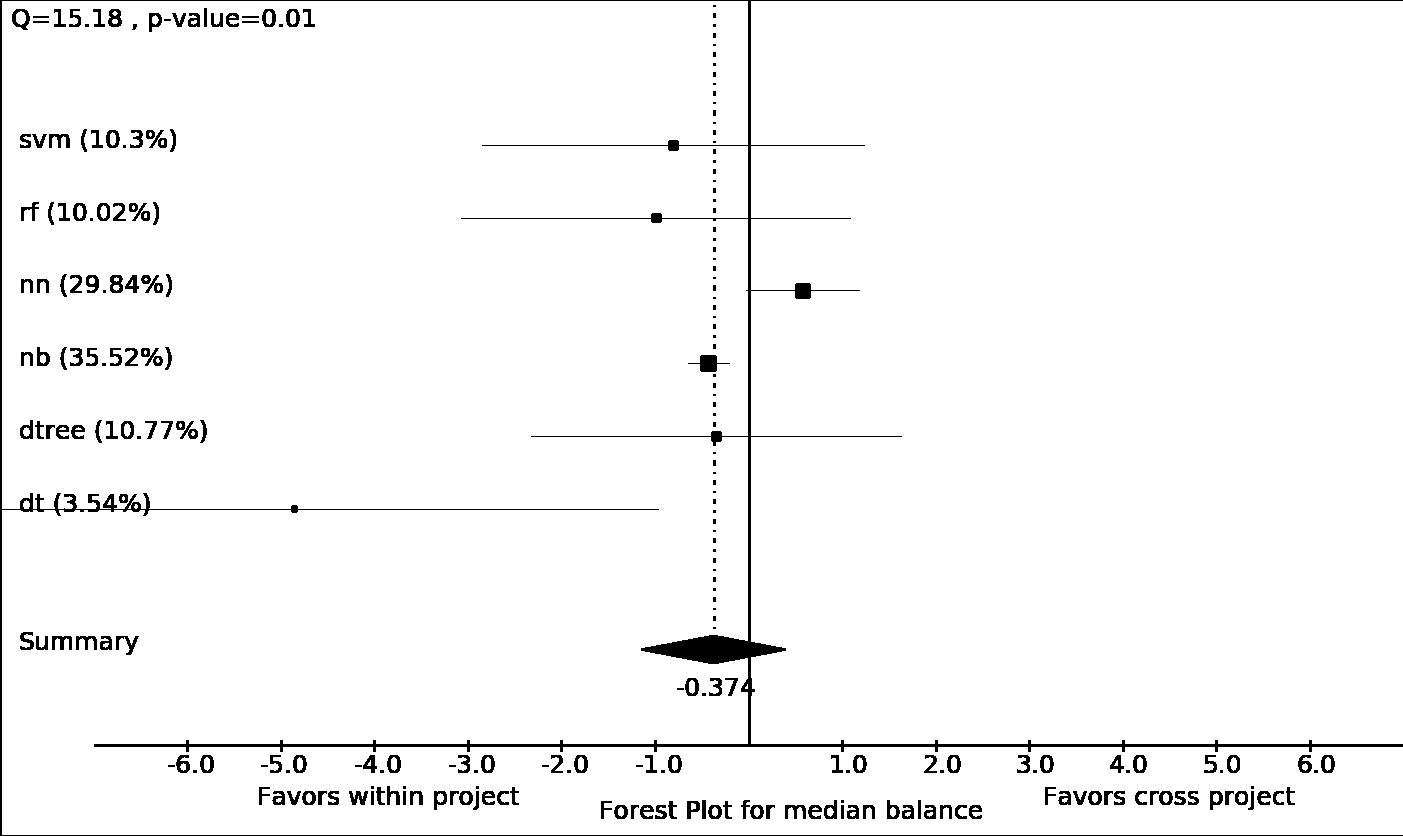 Q=15.18 , p-value=0.01
svm (10.3%)
rf (10.02%)
nn (29.84%)
nb (35.52%)
dtree (10.77%)
dt (3.54%)
Summary
-0.374
-6.0 -5.0 -4.0 -3.0 -2.0 -1.0 1.0 2.0 3.0 4.0 5.0 6.0
Favors within project Forest Plot for median balance Favors cross project